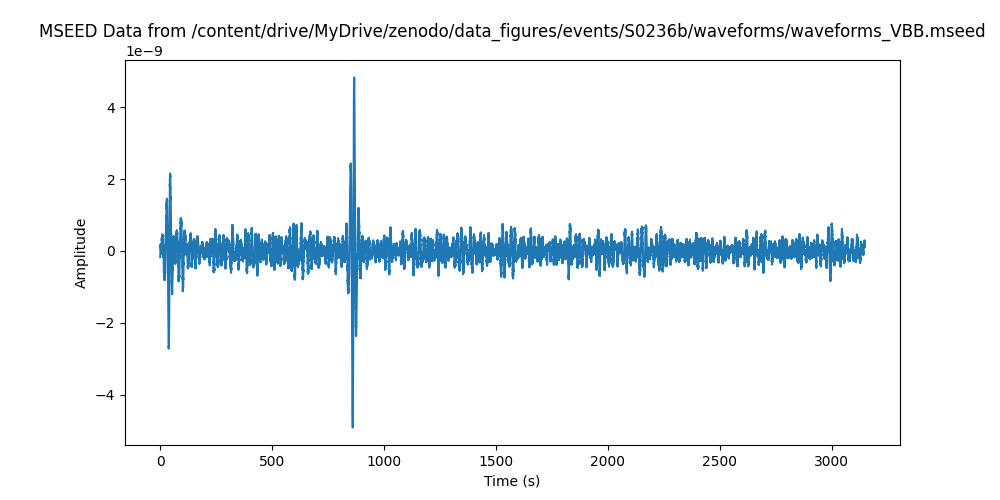 MSEED Data from /content/drive/MyDrive/zenodo/data_figures/events/S0236b/waveforms/waveforms_VBB.mseed
1e−9
4
2
0
−2
−4
Amplitude
0 500 1000 1500 2000 2500 3000
Time (s)